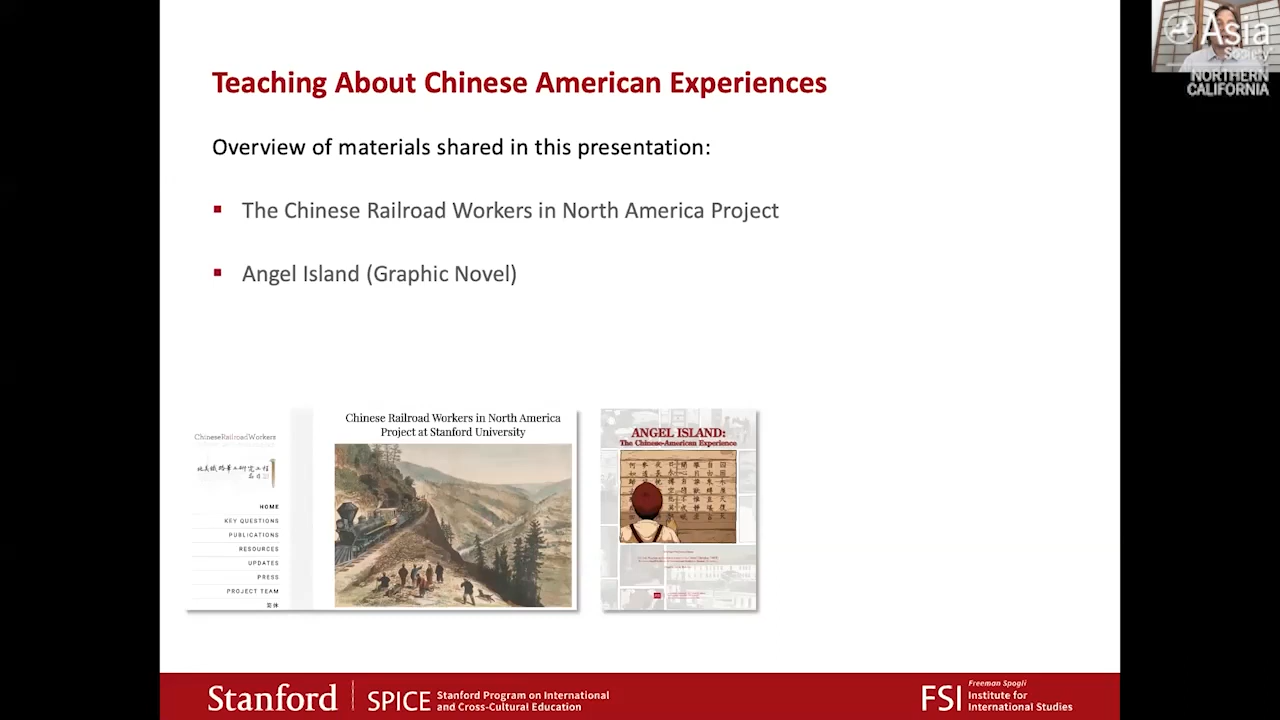 Asia
Society
NORTHERN
CALIFORNIA
Teaching About Chinese American Experiences
Overview of materials shared in this presentation:
The Chinese Railroad Workers in North America Project
Angel Island (Graphic Novel)
ChineseRailroadWorkers
HOME
KEY QUESTIONS
PUBLICATIONS
RESOURCES
UPDATES
PRESS
PROJECT TEAM
Chinese Railroad Workers in North America
Project at Stanford University
ANGEL ISLAND:
The Chinese-American Experience
Stanford
SPICE
Stanford Program on International
and Cross-Cultural Education
FSI
Freeman Spogli
Institute for
International Studies